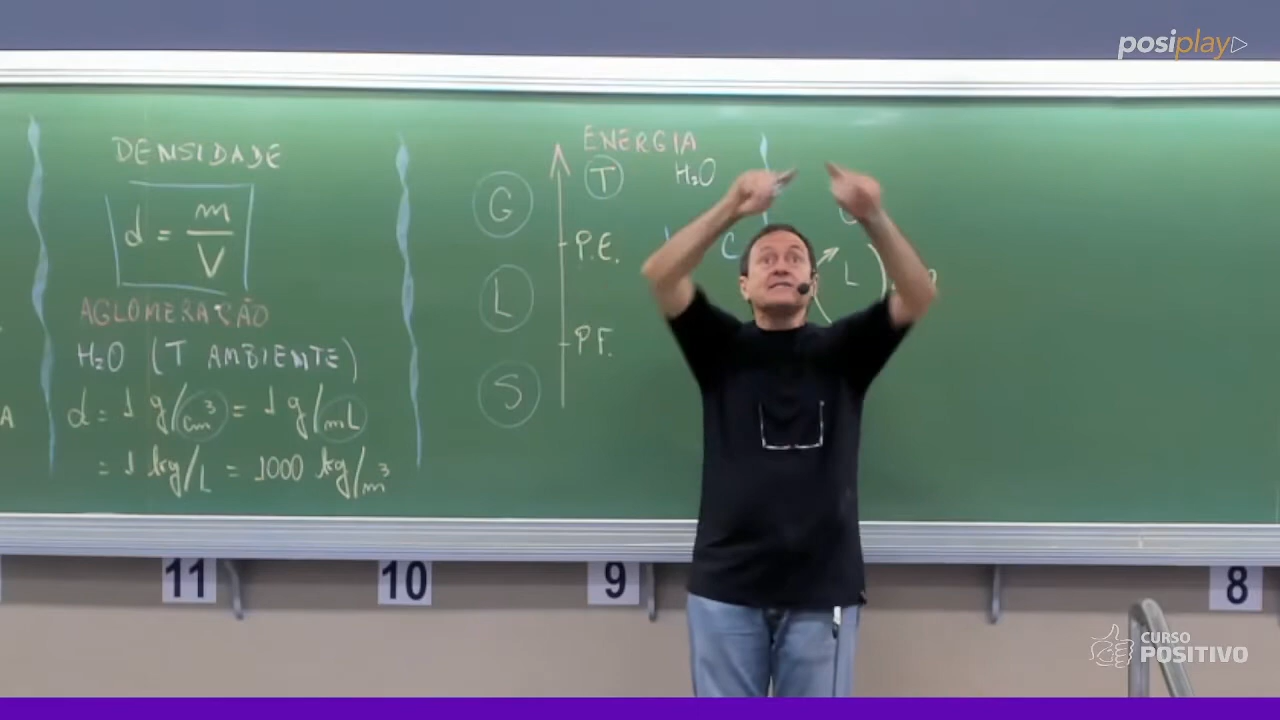 posiplay
DENSIDADE
d = m/V
AGLOMERAÇÃO
H₂O (T AMBIENTE)
d = 1 g/cm³ = 1 g/mL
= 1 kg/L = 1000 kg/m³
A
ENERGIA
T H₂O
G
P.E.
C
L
L
P.F.
S
11 10 9 8
CURSO
POSITIVO